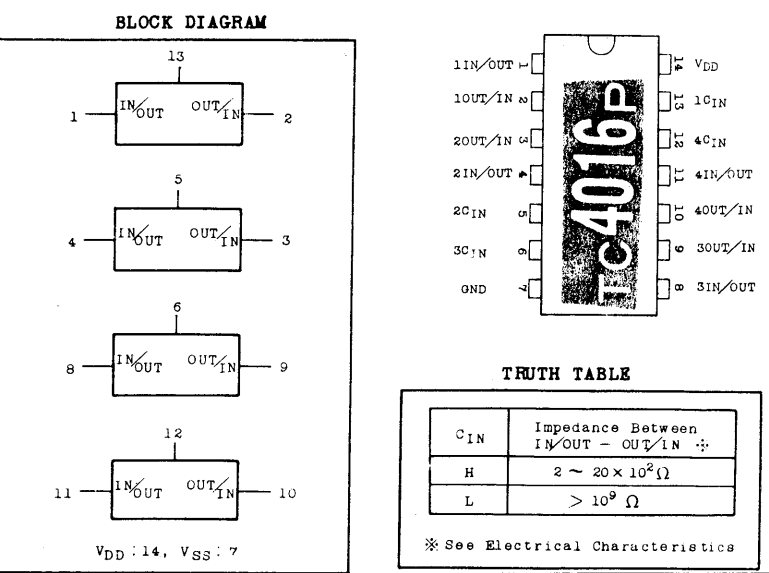 BLOCK DIAGRAM
13
1 IN/OUT OUT/IN 2
5
4 IN/OUT OUT/IN 3
6
8 IN/OUT OUT/IN 9
12
11 IN/OUT OUT/IN 10
VDD : 14, VSS : 7
1IN/OUT 1
1OUT/IN 2
2OUT/IN 3
2IN/OUT 4
2CIN 5
3CIN 6
GND 7
TC4016P
14 VDD
13 1CIN
12 4CIN
11 4IN/OUT
10 4OUT/IN
9 3OUT/IN
8 3IN/OUT
TRUTH TABLE
CIN
Impedance Between
IN/OUT - OUT/IN ※
H 2 ~ 20 × 10² Ω
L > 10⁹ Ω
※ See Electrical Characteristics